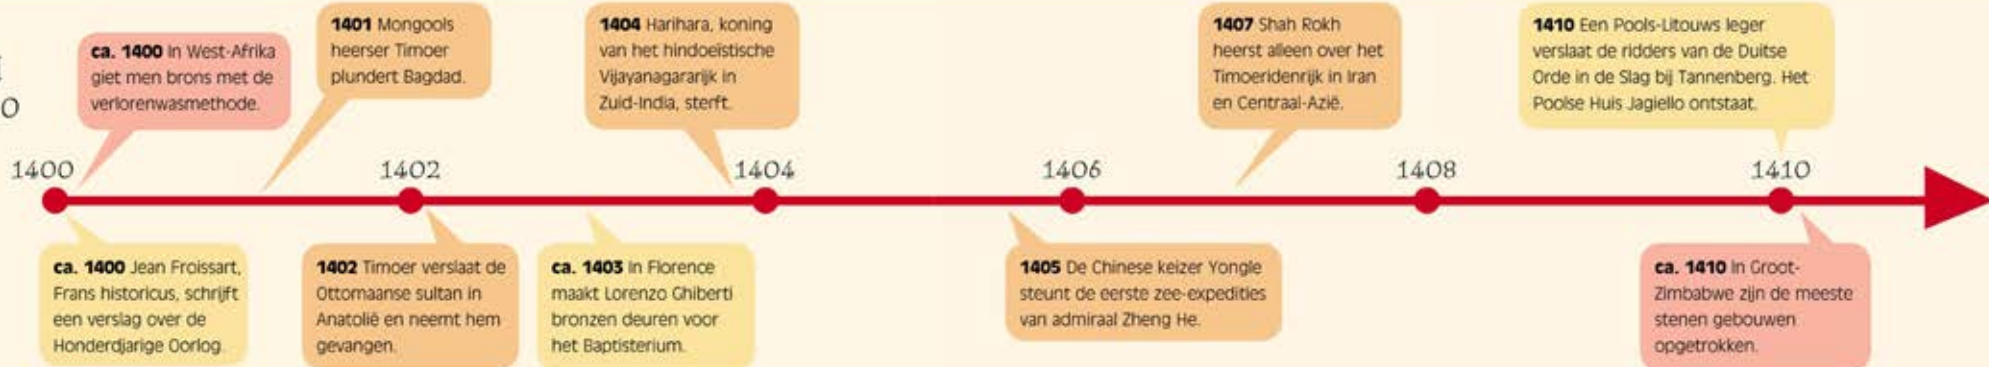 ca. 1400 In West-Afrika
giet men brons met de
verlorenwasmethode.
1401 Mongools
heerser Timoer
plundert Bagdad.
1404 Harihara, koning
van het hindoeïstische
Vijayanagararijk in
Zuid-India, sterft.
1407 Shah Rokh
heerst alleen over het
Timoeridenrijk in Iran
en Centraal-Azië.
1410 Een Pools-Litouws leger
verslaat de ridders van de Duitse
Orde in de Slag bij Tannenberg. Het
Poolse Huis Jagiello ontstaat.
O
1400
1402
1404
1406
1408
1410
ca. 1400 Jean Froissart,
Frans historicus, schrijft
een verslag over de
Honderdjarige Oorlog.
1402 Timoer verslaat de
Ottomaanse sultan in
Anatolië en neemt hem
gevangen.
ca. 1403 In Florence
maakt Lorenzo Ghiberti
bronzen deuren voor
het Baptisterium.
1405 De Chinese keizer Yongle
steunt de eerste zee-expedities
van admiraal Zheng He.
ca. 1410 In Groot-
Zimbabwe zijn de meeste
stenen gebouwen
opgetrokken.